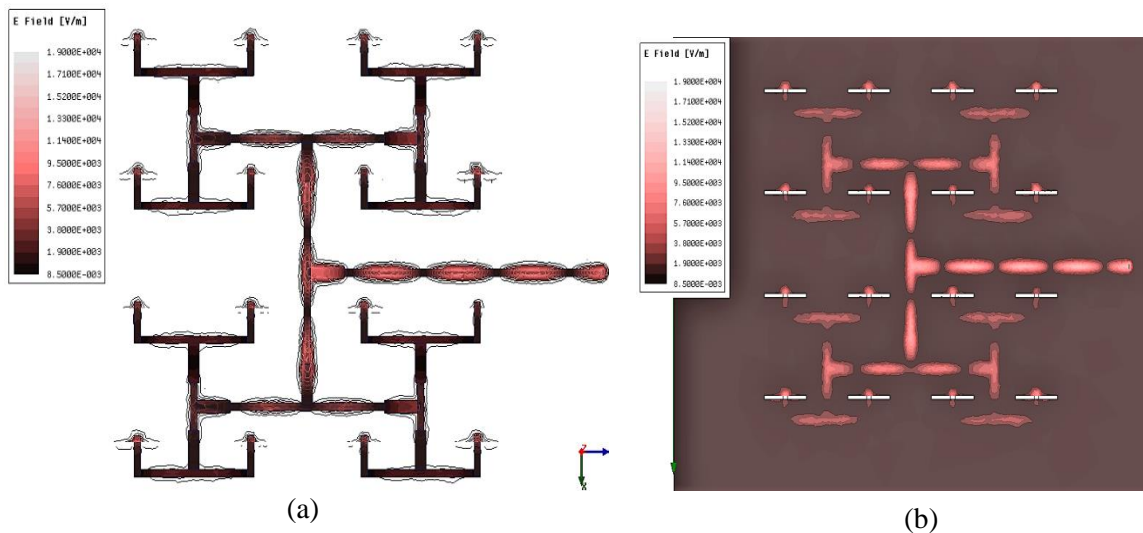 E Field [V/m]
1.9000E+004
1.7100E+004
1.5200E+004
1.3300E+004
1.1400E+004
9.5000E+003
7.6000E+003
5.7000E+003
3.8000E+003
1.9000E+003
8.5000E-003
Z
X
(a)
E Field [V/m]
1.9000E+004
1.7100E+004
1.5200E+004
1.3300E+004
1.1400E+004
9.5000E+003
7.6000E+003
5.7000E+003
3.8000E+003
1.9000E+003
8.5000E-003
(b)